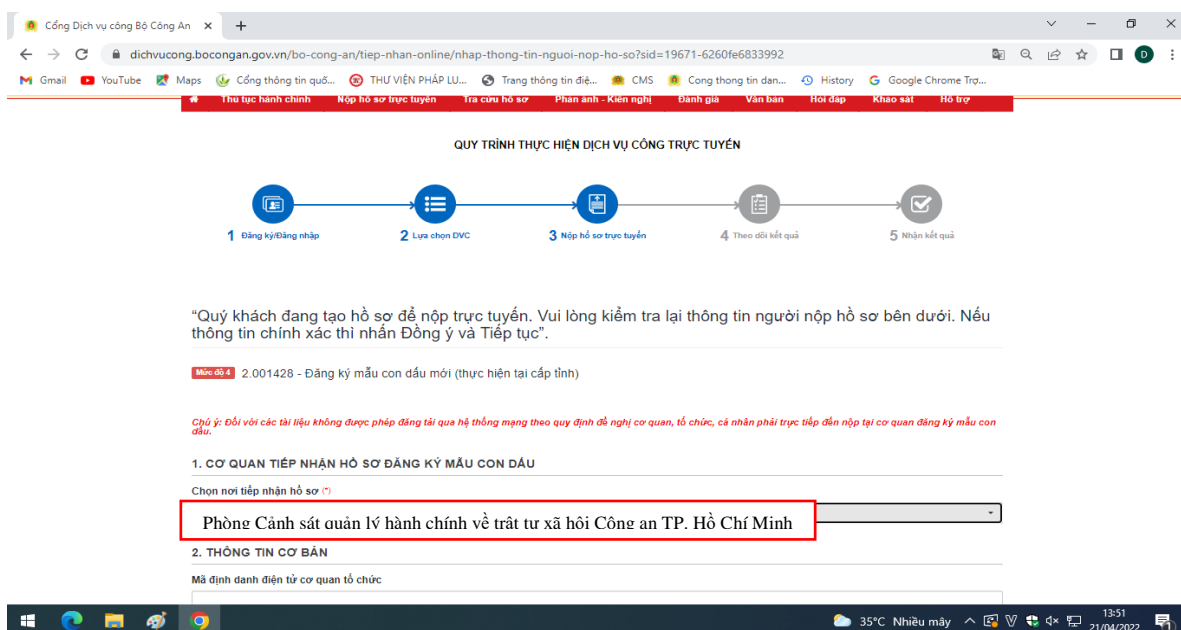 Cổng Dịch vụ công Bộ Công An
dichvucong.bocongan.gov.vn/bo-cong-an/tiep-nhan-online/nhap-thong-tin-nguoi-nop-ho-so?sid=19671-6260fe6833992
D
Gmail YouTube Maps Cổng thông tin quố... THƯ VIỆN PHÁP LU... Trang thông tin điệ... CMS Cong thong tin dan... History Google Chrome Trợ...
Thủ tục hành chính Nộp hồ sơ trực tuyến Tra cứu hồ sơ Phản ánh - Kiến nghị Đánh giá Văn bản Hỏi đáp Khảo sát Hỗ trợ
QUY TRÌNH THỰC HIỆN DỊCH VỤ CÔNG TRỰC TUYẾN
1 Đăng ký/Đăng nhập 2 Lựa chọn DVC 3 Nộp hồ sơ trực tuyến 4 Theo dõi kết quả 5 Nhận kết quả
“Quý khách đang tạo hồ sơ để nộp trực tuyến. Vui lòng kiểm tra lại thông tin người nộp hồ sơ bên dưới. Nếu
thông tin chính xác thì nhấn Đồng ý và Tiếp tục”.
Mức độ 4 2.001428 - Đăng ký mẫu con dấu mới (thực hiện tại cấp tỉnh)
Chú ý: Đối với các tài liệu không được phép đăng tải qua hệ thống mạng theo quy định đề nghị cơ quan, tổ chức, cá nhân phải trực tiếp đến nộp tại cơ quan đăng ký mẫu con
dấu.
1. CƠ QUAN TIẾP NHẬN HỒ SƠ ĐĂNG KÝ MẪU CON DẤU
Chọn nơi tiếp nhận hồ sơ (*)
Phòng Cảnh sát quản lý hành chính về trật tự xã hội Công an TP. Hồ Chí Minh
2. THÔNG TIN CƠ BẢN
Mã định danh điện tử cơ quan tổ chức
35°C Nhiều mây
13:51
21/04/2022
1